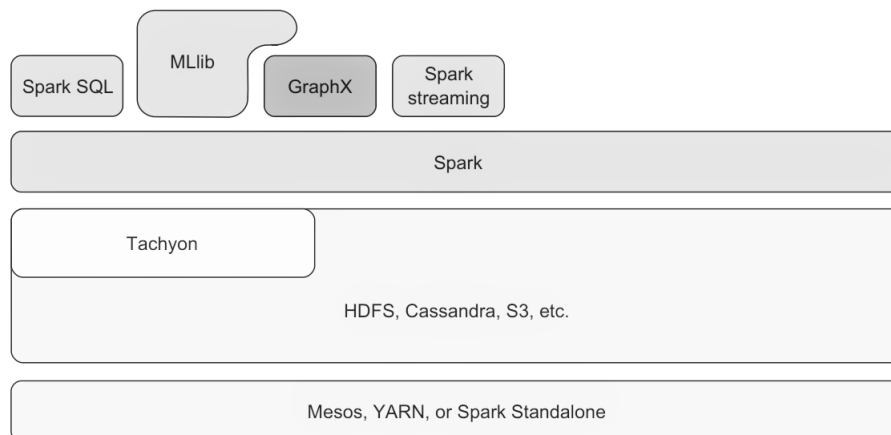 MLlib
Spark SQL
GraphX
Spark
streaming
Spark
Tachyon
HDFS, Cassandra, S3, etc.
Mesos, YARN, or Spark Standalone